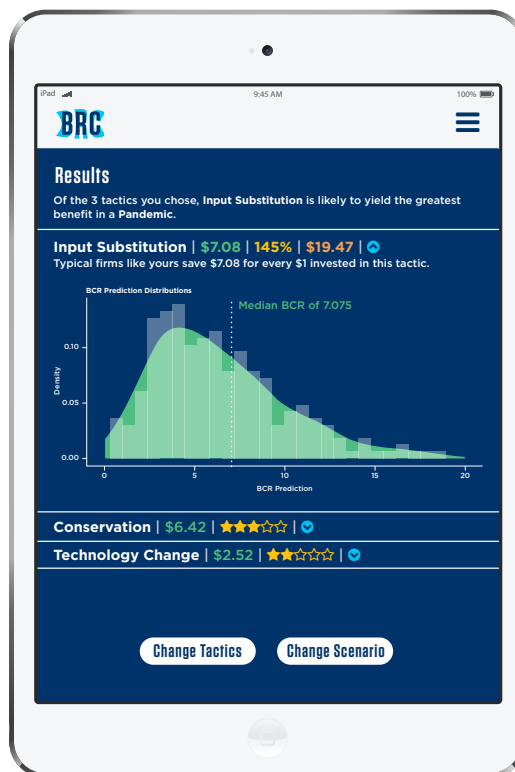 iPad
9:45 AM
100%
BRC
Results
Of the 3 tactics you chose, Input Substitution is likely to yield the greatest
benefit in a Pandemic.
Input Substitution | $7.08 | 145% | $19.47 |
Typical firms like yours save $7.08 for every $1 invested in this tactic.
BCR Prediction Distributions
Median BCR of 7.075
Density
0.10
0.05
0.00
0
5
10
15
20
BCR Prediction
Conservation | $6.42 | ★★★☆☆ |
Technology Change | $2.52 | ★★☆☆☆ |
Change Tactics
Change Scenario